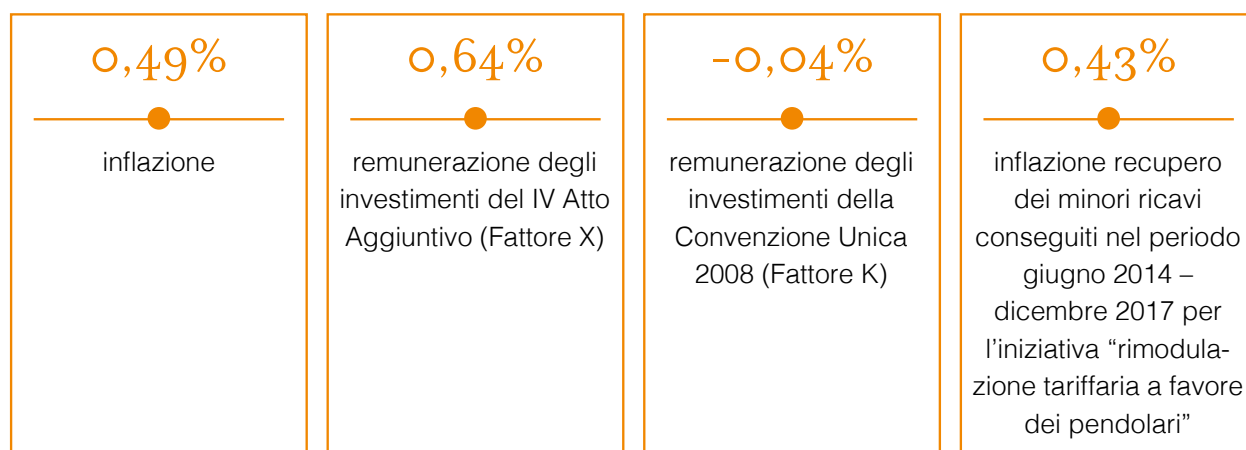 0,49%
inflazione
0,64%
remunerazione degli
investimenti del IV Atto
Aggiuntivo (Fattore X)
-0,04%
remunerazione degli
investimenti della
Convenzione Unica
2008 (Fattore K)
0,43%
inflazione recupero
dei minori ricavi
conseguiti nel periodo
giugno 2014 –
dicembre 2017 per
l’iniziativa “rimodula-
zione tariffaria a favore
dei pendolari”